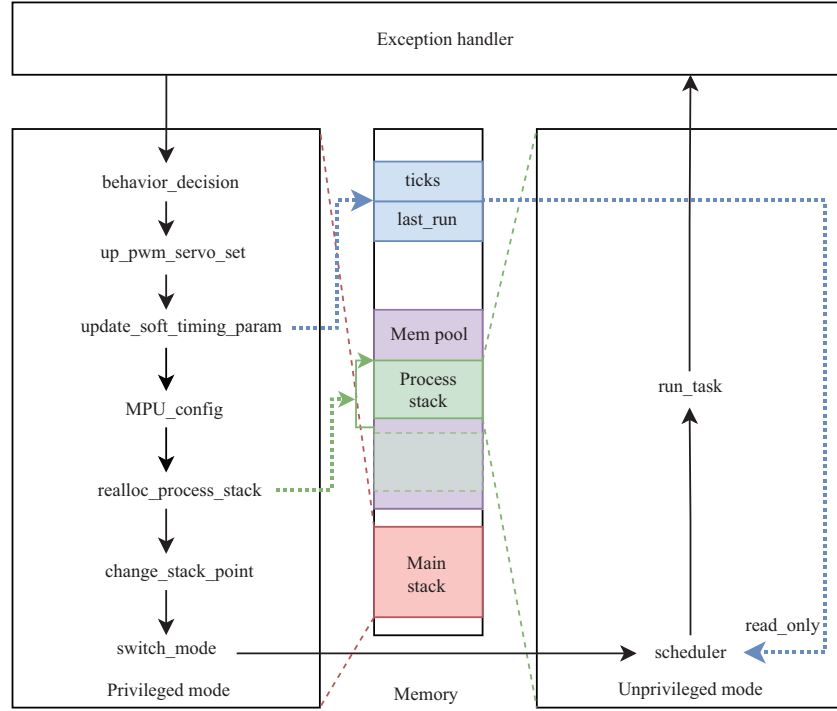 Exception handler
behavior_decision
up_pwm_servo_set
update_soft_timing_param
MPU_config
realloc_process_stack
change_stack_point
switch_mode
Privileged mode
ticks
last_run
Mem pool
Process
stack
Main
stack
Memory
run_task
read_only
scheduler
Unprivileged mode